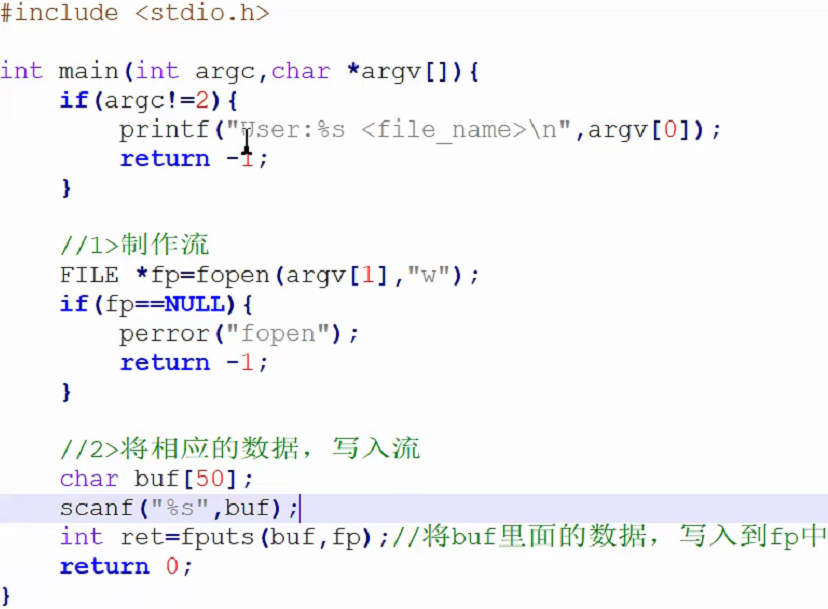 #include <stdio.h>
int main(int argc,char *argv[]){
if(argc!=2){
printf("User:%s <file_name>\n",argv[0]);
return -1;
}
//1>制作流
FILE *fp=fopen(argv[1],"w");
if(fp==NULL){
perror("fopen");
return -1;
}
//2>将相应的数据，写入流
char buf[50];
scanf("%s",buf);
int ret=fputs(buf,fp);//将buf里面的数据，写入到fp中
return 0;
}